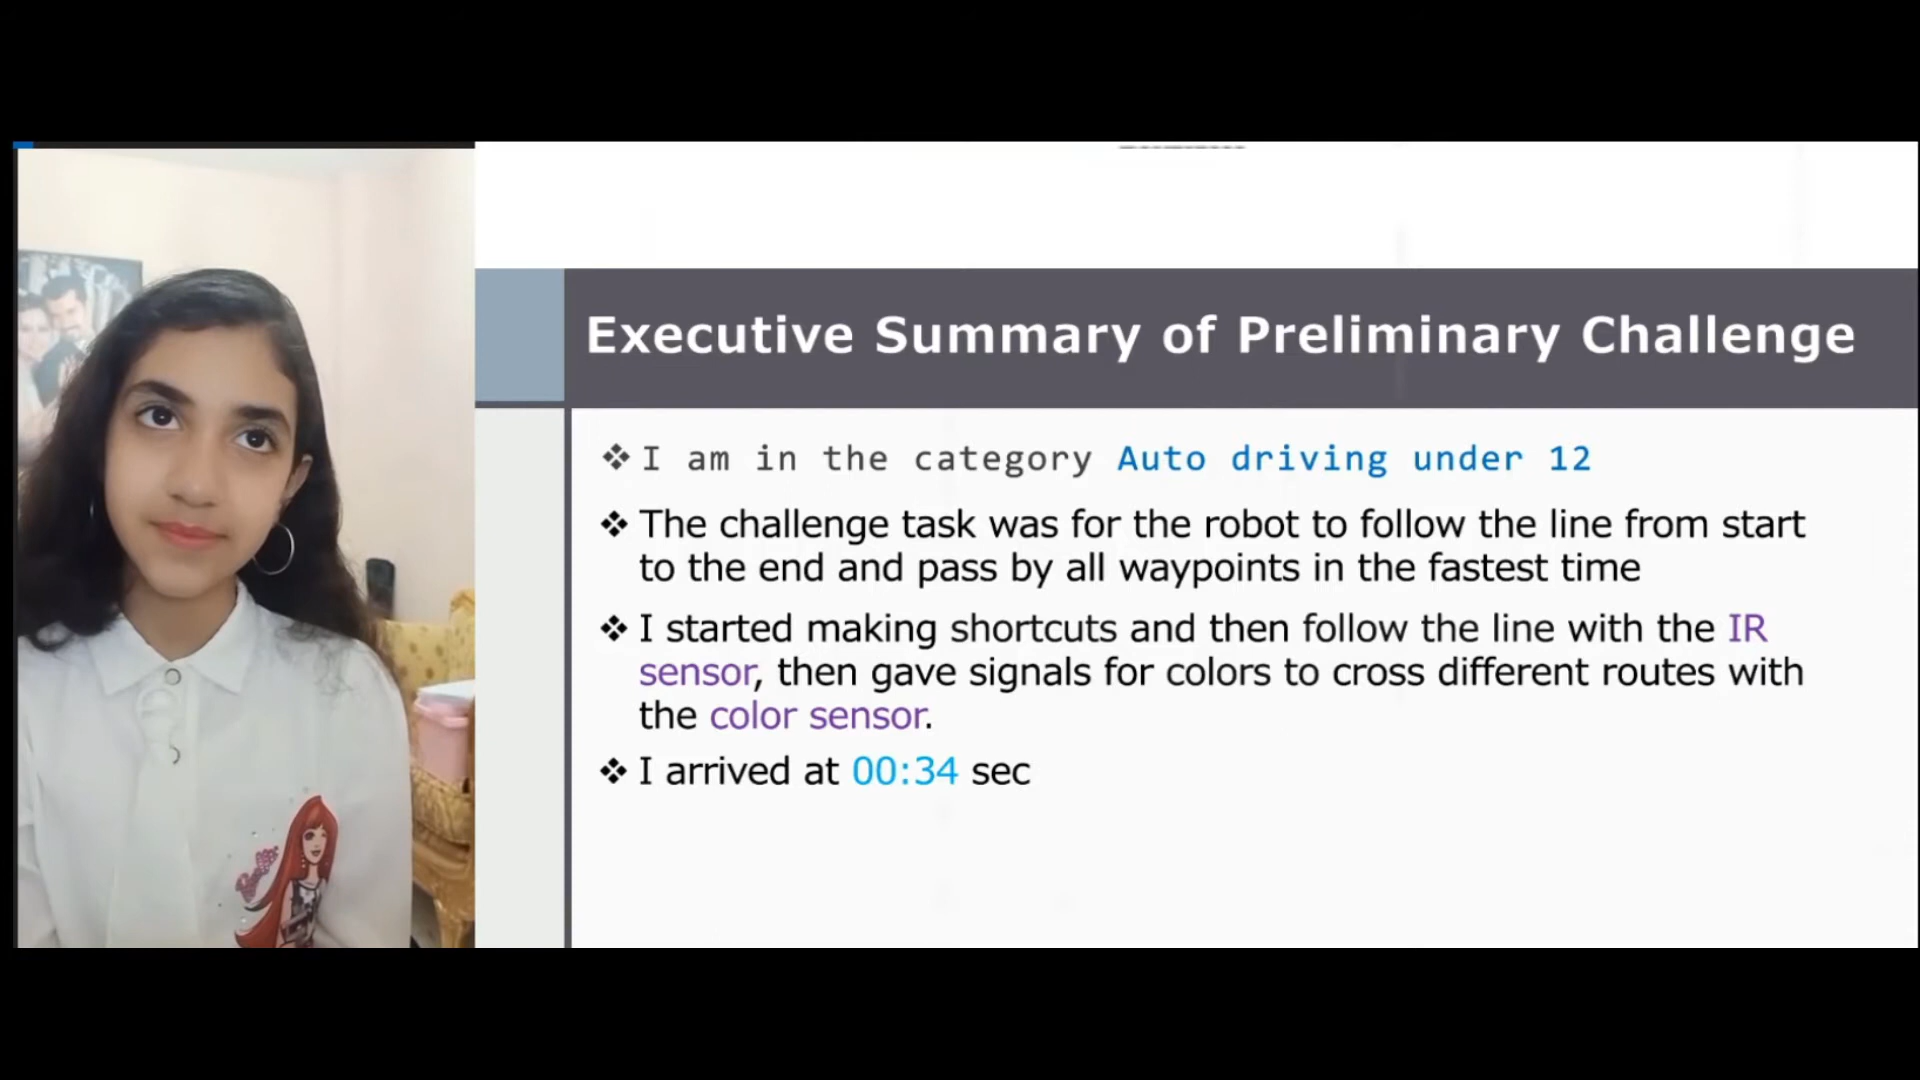 Executive Summary of Preliminary Challenge
❖ I am in the category Auto driving under 12
❖ The challenge task was for the robot to follow the line from start
to the end and pass by all waypoints in the fastest time
❖ I started making shortcuts and then follow the line with the IR
sensor, then gave signals for colors to cross different routes with
the color sensor.
❖ I arrived at 00:34 sec